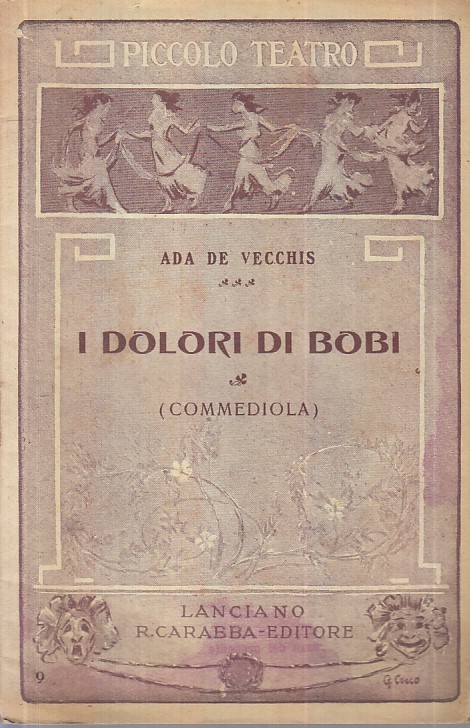 PICCOLO TEATRO
ADA DE VECCHIS
I DOLORI DI BOBI
(COMMEDIOLA)
LANCIANO
R. CARABBA-EDITORE
9